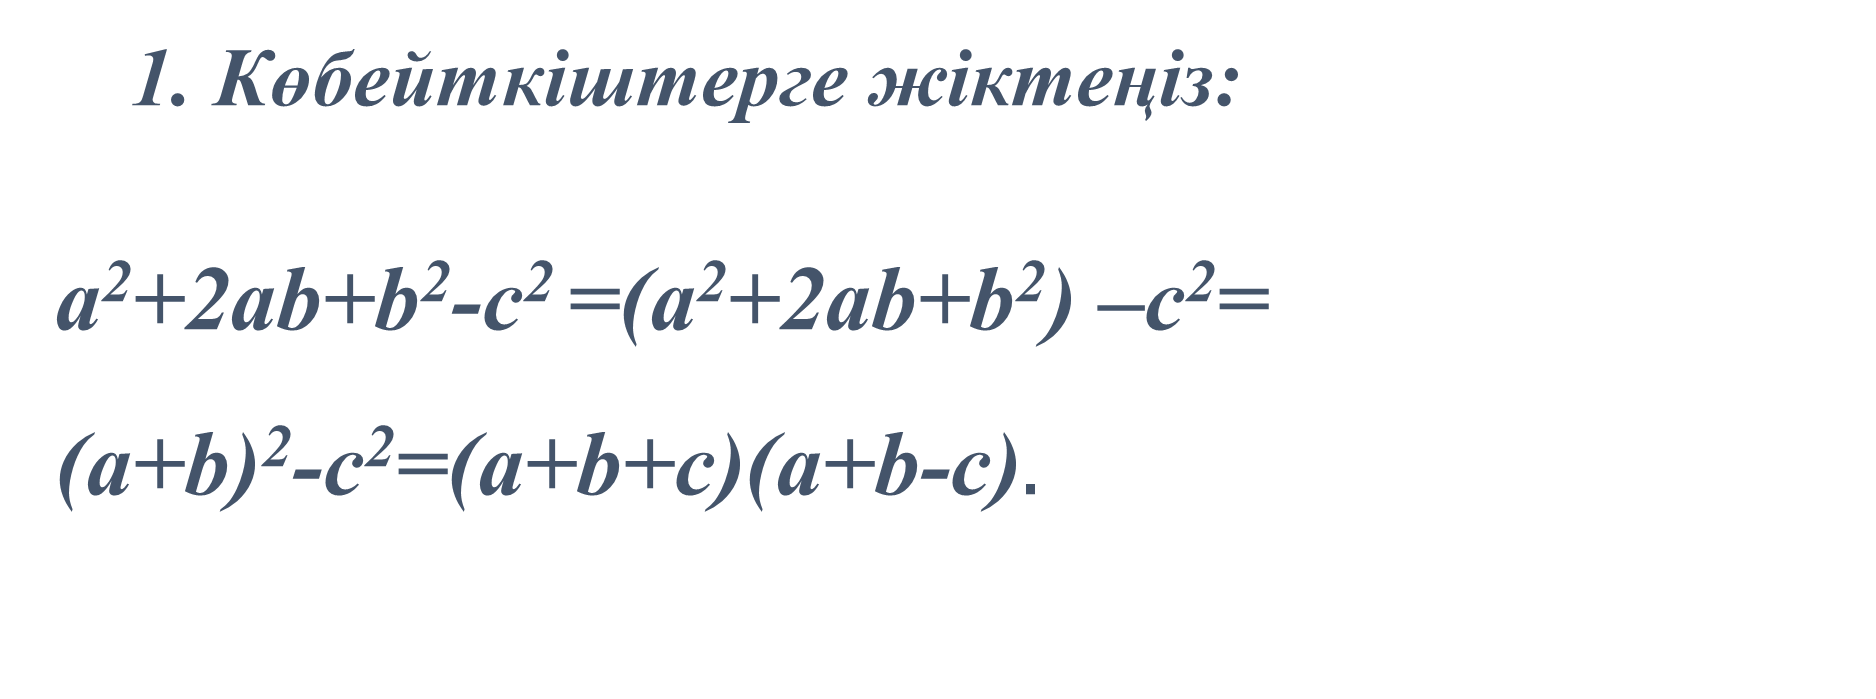 1. Көбейткіштерге жіктеңіз:
a²+2ab+b²-c² =(a²+2ab+b²) –c²=
(a+b)²-c²=(a+b+c)(a+b-c).